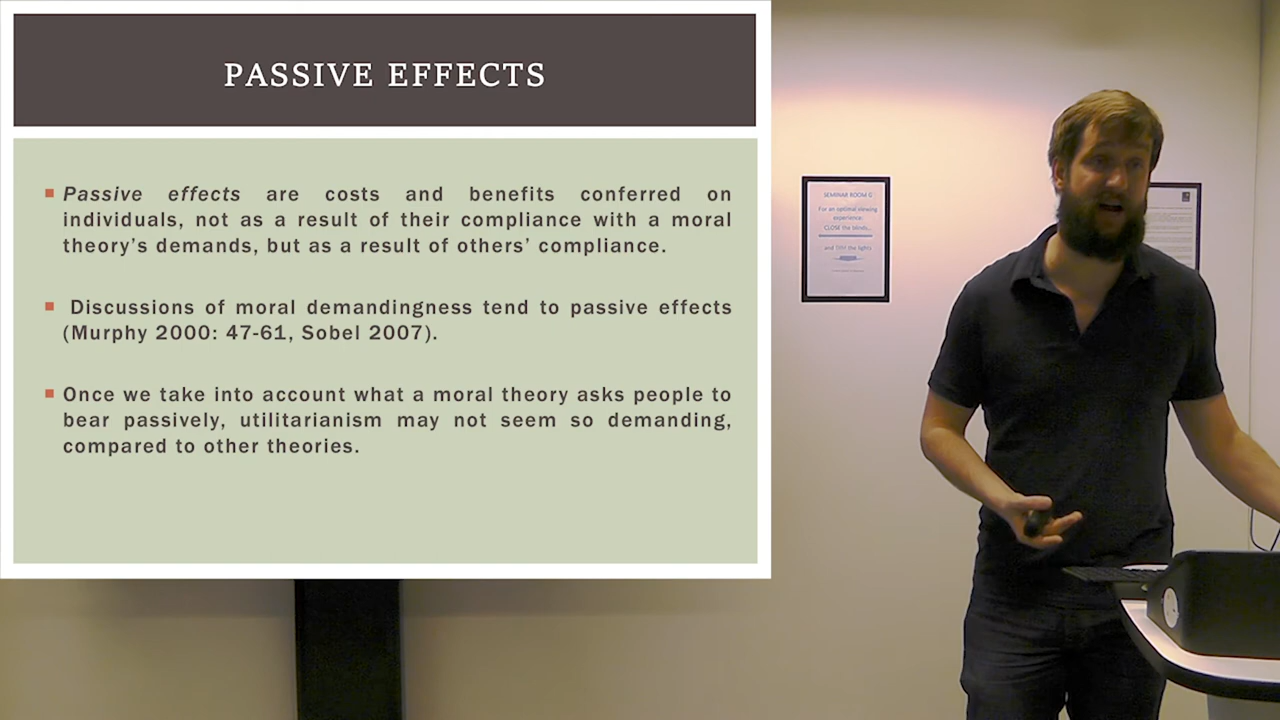 PASSIVE EFFECTS
▪ Passive effects are costs and benefits conferred on
individuals, not as a result of their compliance with a moral
theory’s demands, but as a result of others’ compliance.
▪ Discussions of moral demandingness tend to passive effects
(Murphy 2000: 47-61, Sobel 2007).
▪ Once we take into account what a moral theory asks people to
bear passively, utilitarianism may not seem so demanding,
compared to other theories.
SEMINAR ROOM G
For an optimal viewing
experience:
CLOSE the blinds...
and DIM the lights